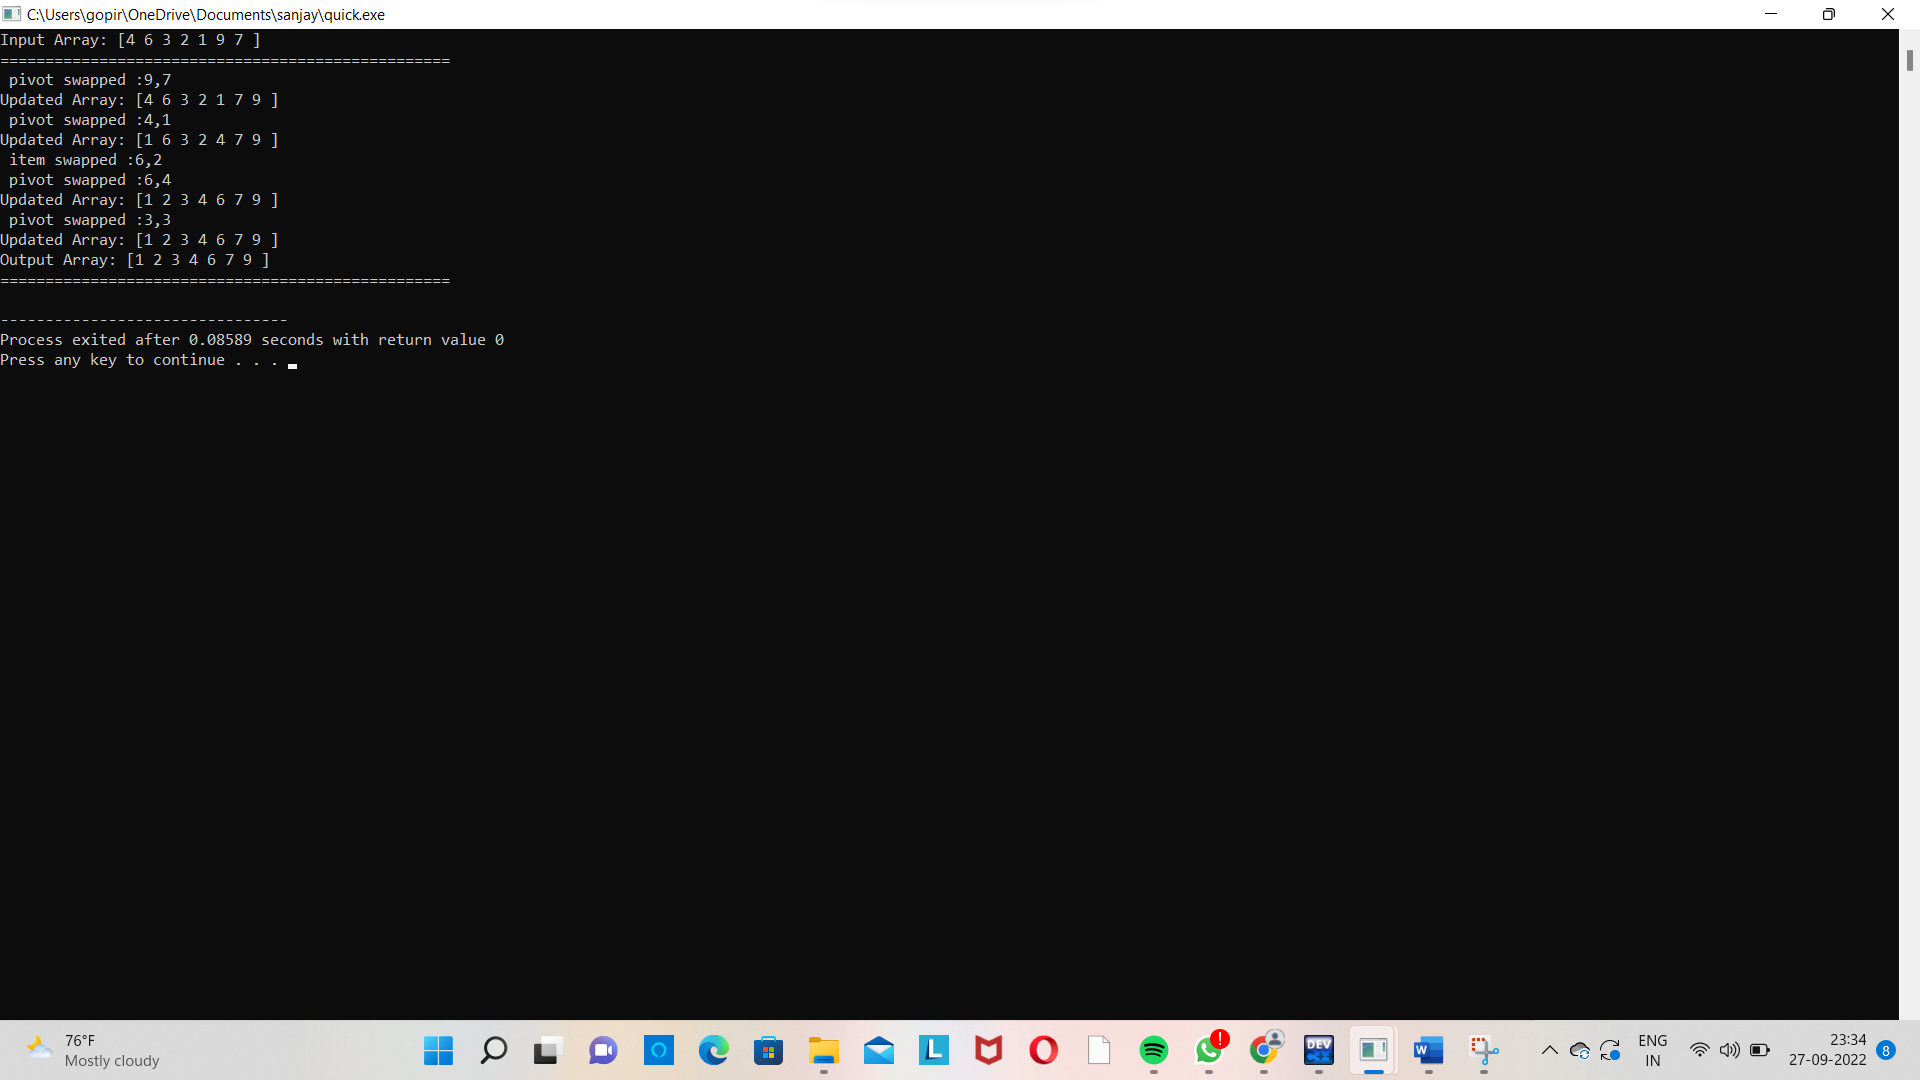 C:\Users\gopir\OneDrive\Documents\sanjay\quick.exe
Input Array: [4 6 3 2 1 9 7 ]
==================================================
 pivot swapped :9,7
Updated Array: [4 6 3 2 1 7 9 ]
 pivot swapped :4,1
Updated Array: [1 6 3 2 4 7 9 ]
 item swapped :6,2
 pivot swapped :6,4
Updated Array: [1 2 3 4 6 7 9 ]
 pivot swapped :3,3
Updated Array: [1 2 3 4 6 7 9 ]
Output Array: [1 2 3 4 6 7 9 ]
==================================================
--------------------------------
Process exited after 0.08589 seconds with return value 0
Press any key to continue . . .
76°F
Mostly cloudy
L
!
DEV
C++
W
ENG
IN
23:34
27-09-2022
8